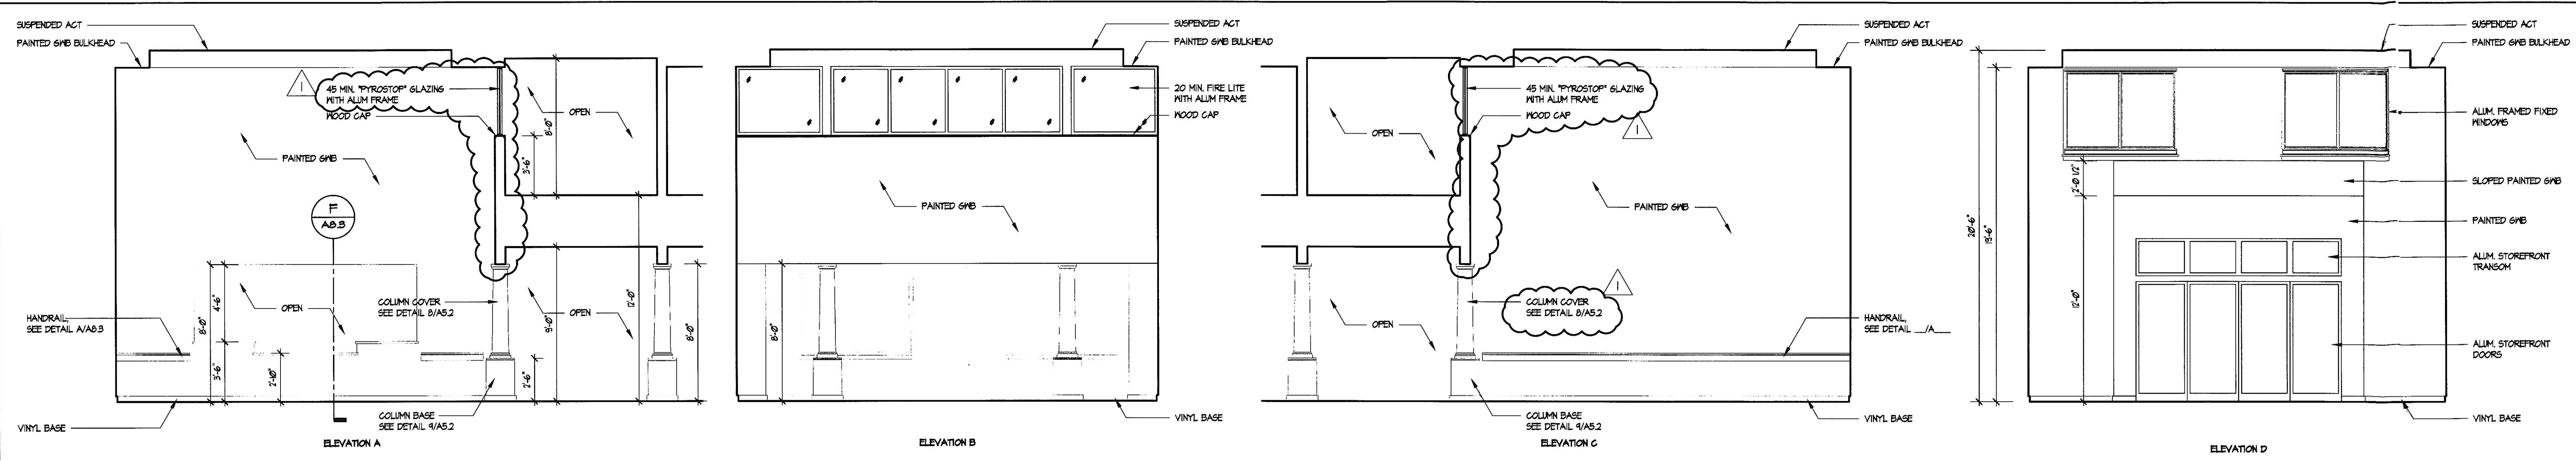 SUSPENDED ACT
PAINTED GWB BULKHEAD
1
45 MIN. "PYROSTOP" GLAZING
WITH ALUM FRAME
WOOD CAP
OPEN
8'-0"
3'-6"
PAINTED GWB
F
A8.3
HANDRAIL,
SEE DETAIL A/A8.3
8'-0"
4'-6"
3'-6"
OPEN
2'-10"
COLUMN COVER
SEE DETAIL 8/A5.2
2'-6"
9'-0"
OPEN
12'-0"
8'-0"
COLUMN BASE
SEE DETAIL 9/A5.2
VINYL BASE
ELEVATION A
SUSPENDED ACT
PAINTED GWB BULKHEAD
20 MIN. FIRE LITE
WITH ALUM FRAME
WOOD CAP
PAINTED GWB
8'-0"
VINYL BASE
ELEVATION B
SUSPENDED ACT
PAINTED GWB BULKHEAD
45 MIN. "PYROSTOP" GLAZING
WITH ALUM FRAME
WOOD CAP
1
OPEN
PAINTED GWB
1
COLUMN COVER
SEE DETAIL 8/A5.2
OPEN
HANDRAIL,
SEE DETAIL __/A___
COLUMN BASE
SEE DETAIL 9/A5.2
VINYL BASE
ELEVATION C
SUSPENDED ACT
PAINTED GWB BULKHEAD
ALUM. FRAMED FIXED
WINDOWS
2'-0 1/2"
SLOPED PAINTED GWB
20'-6"
19'-6"
PAINTED GWB
12'-0"
ALUM. STOREFRONT
TRANSOM
ALUM. STOREFRONT
DOORS
VINYL BASE
ELEVATION D